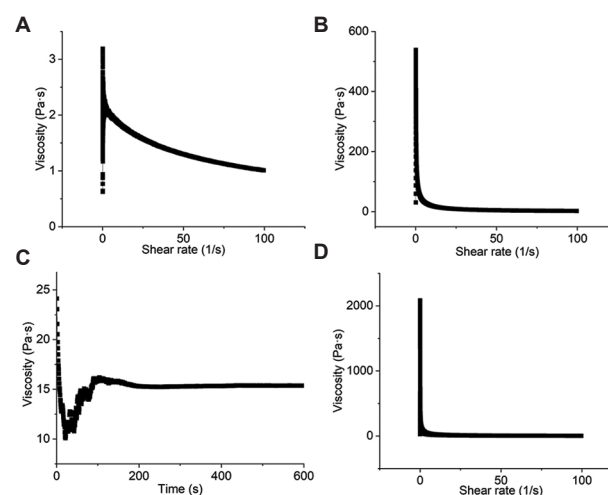 A
3
2
1
0
Viscosity (Pa·s)
0 50 100
Shear rate (1/s)
B
600
400
200
0
Viscosity (Pa·s)
0 50 100
Shear rate (1/s)
C
25
20
15
10
Viscosity (Pa·s)
0 200 400 600
Time (s)
D
2000
1000
0
Viscosity (Pa·s)
0 50 100
Shear rate (1/s)